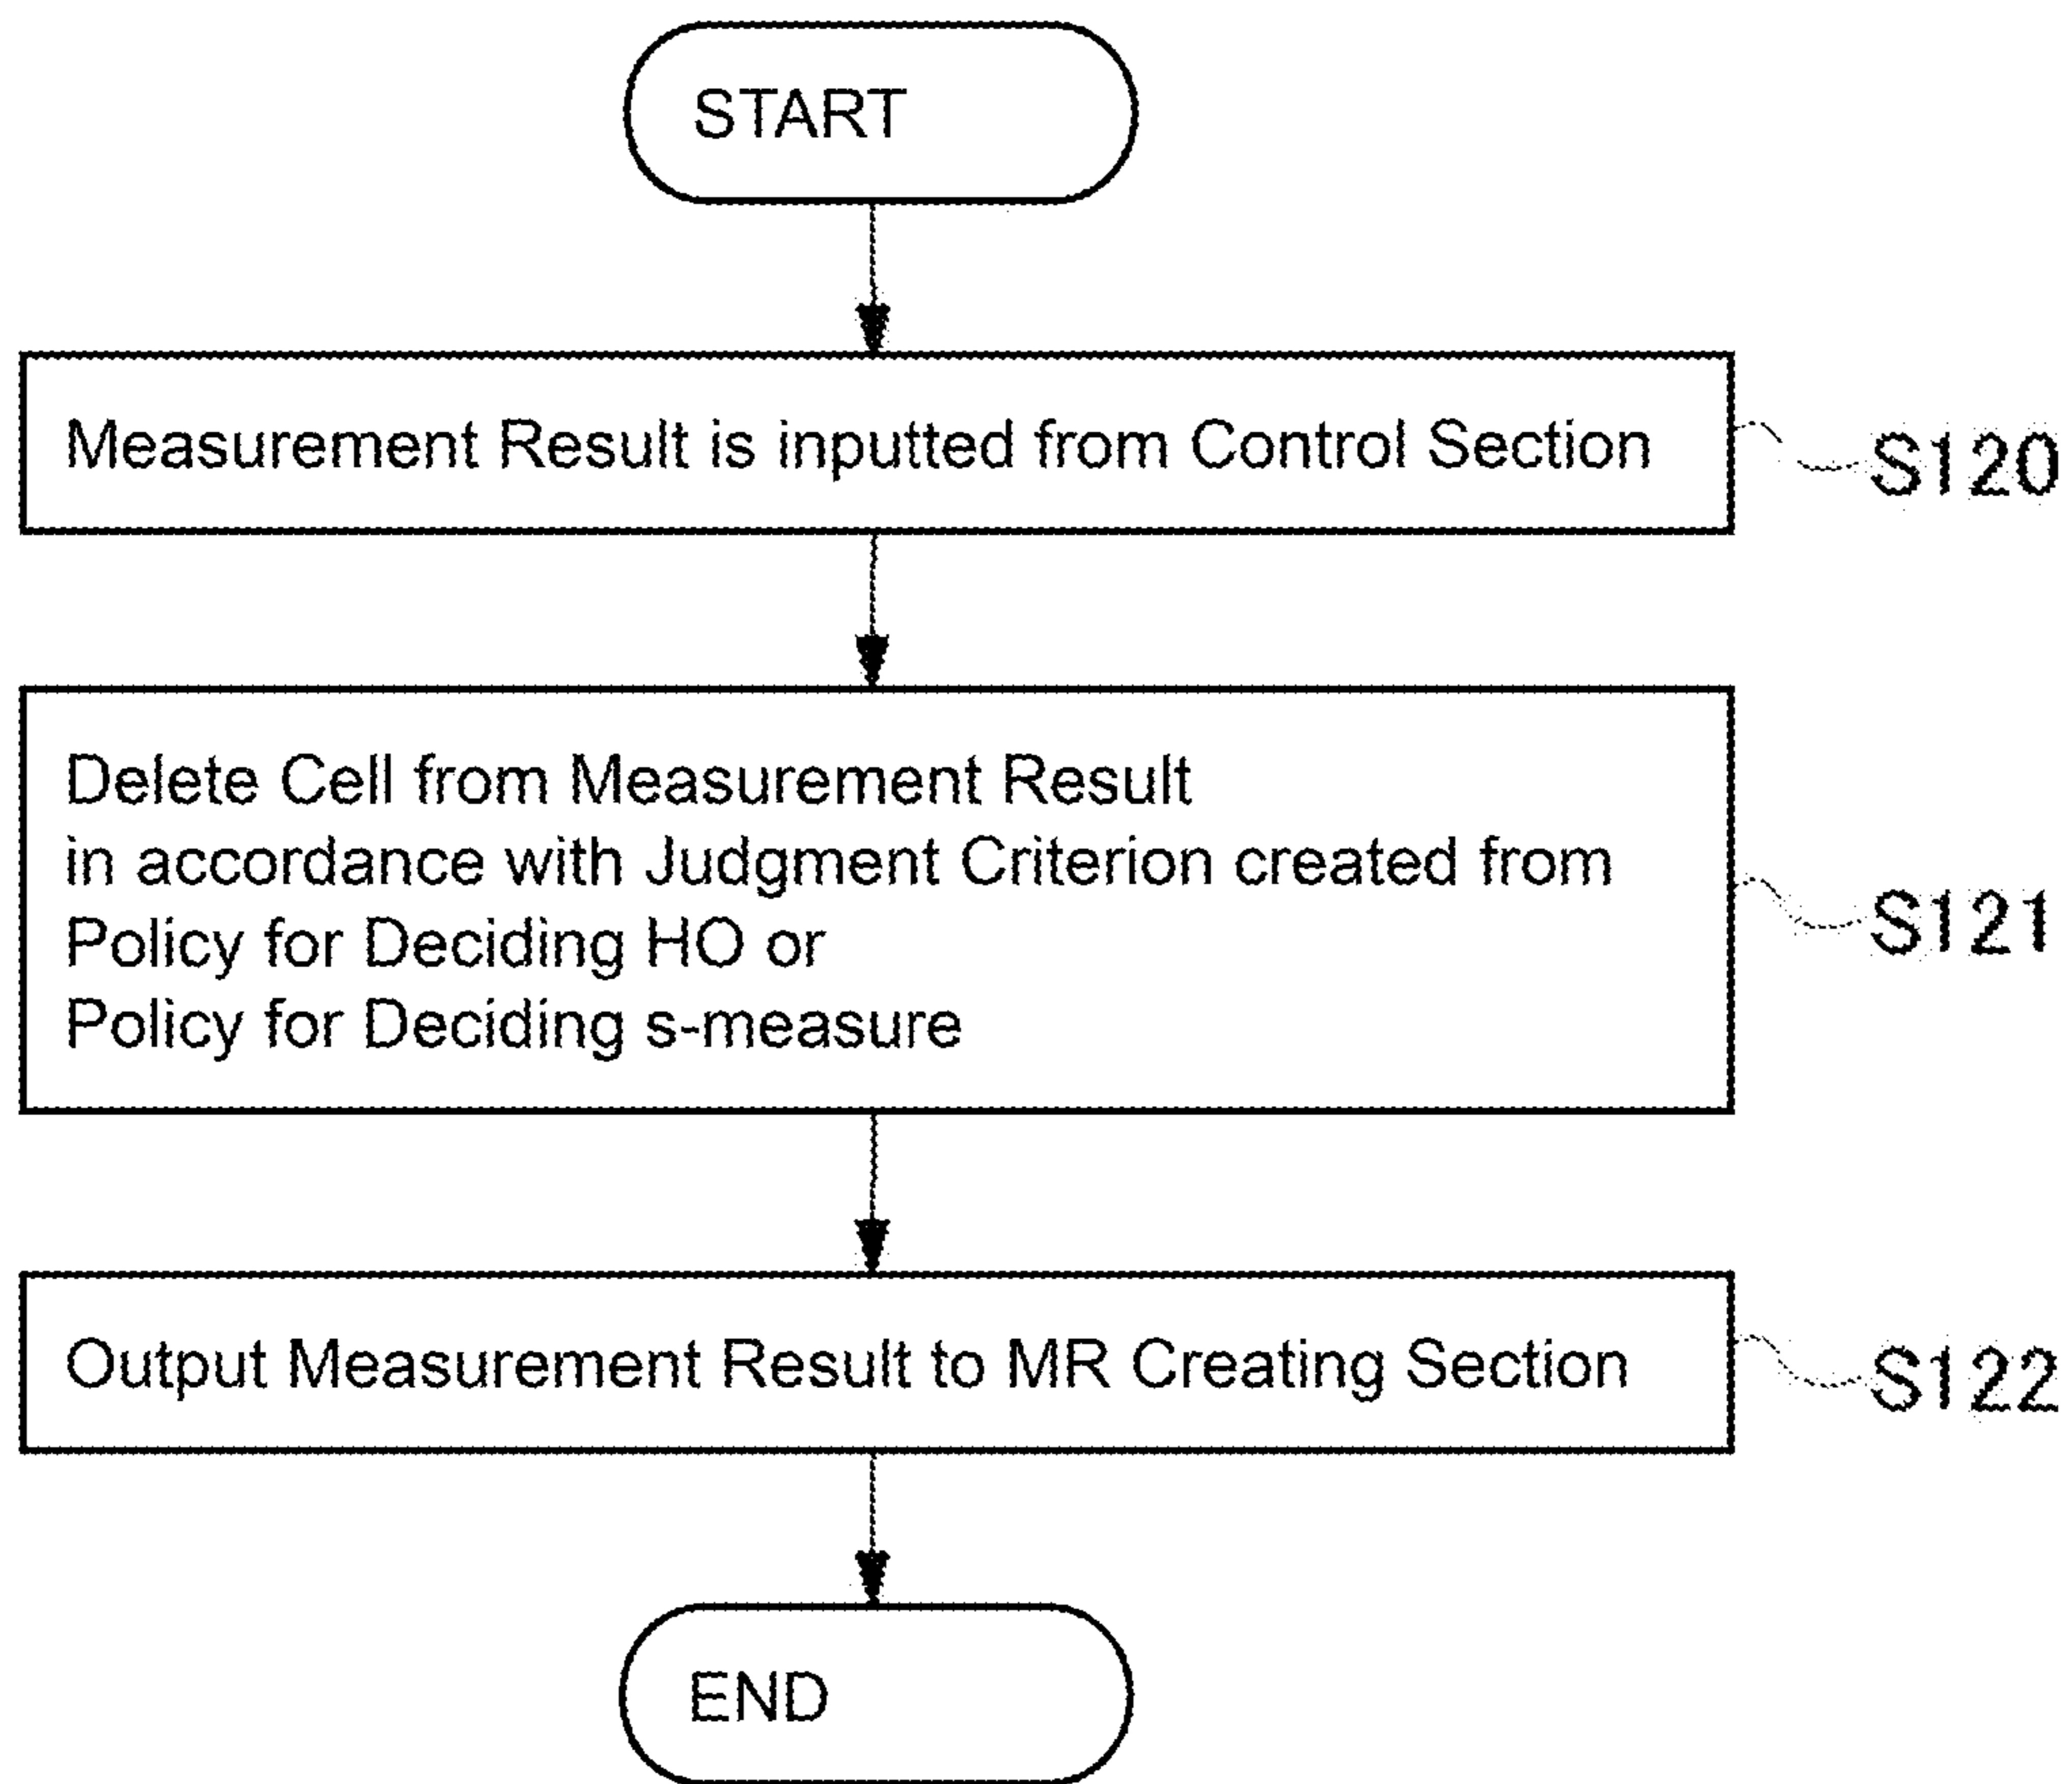 START
Measurement Result is inputted from Control Section
S120
Delete Cell from Measurement Result
in accordance with Judgment Criterion created from
Policy for Deciding HO or
Policy for Deciding s-measure
S121
Output Measurement Result to MR Creating Section
S122
END